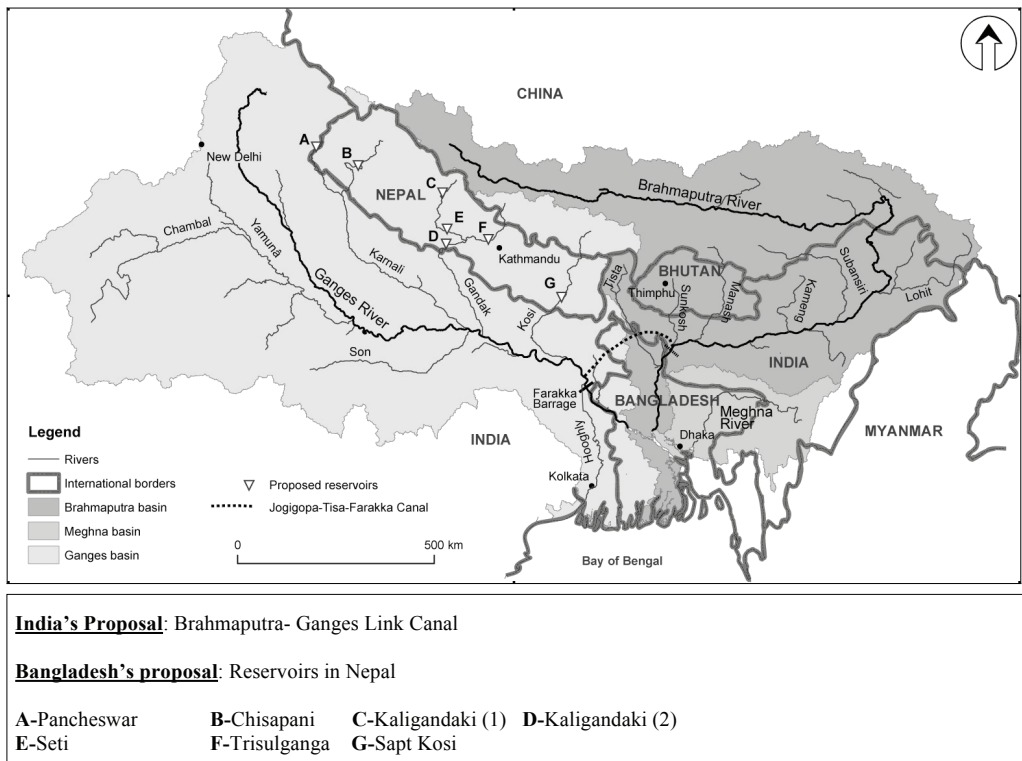 CHINA
A
New Delhi
B
NEPAL
C
E
D
F
Kathmandu
G
Brahmaputra River
Chambal
Yamuna
Karnali
Ganges River
Gandak
Kosi
Son
Tista
BHUTAN
Thimphu
Sunkosh
Manash
Kameng
Subansiri
Lohit
INDIA
Farakka
Barrage
BANGLADESH
Meghna
River
Dhaka
INDIA
Hooghly
Kolkata
MYANMAR
Bay of Bengal
Legend
Rivers
International borders
Brahmaputra basin
Meghna basin
Ganges basin
Proposed reservoirs
Jogigopa-Tisa-Farakka Canal
0 500 km
India's Proposal: Brahmaputra- Ganges Link Canal
Bangladesh's proposal: Reservoirs in Nepal
A-Pancheswar B-Chisapani C-Kaligandaki (1) D-Kaligandaki (2)
E-Seti F-Trisulganga G-Sapt Kosi